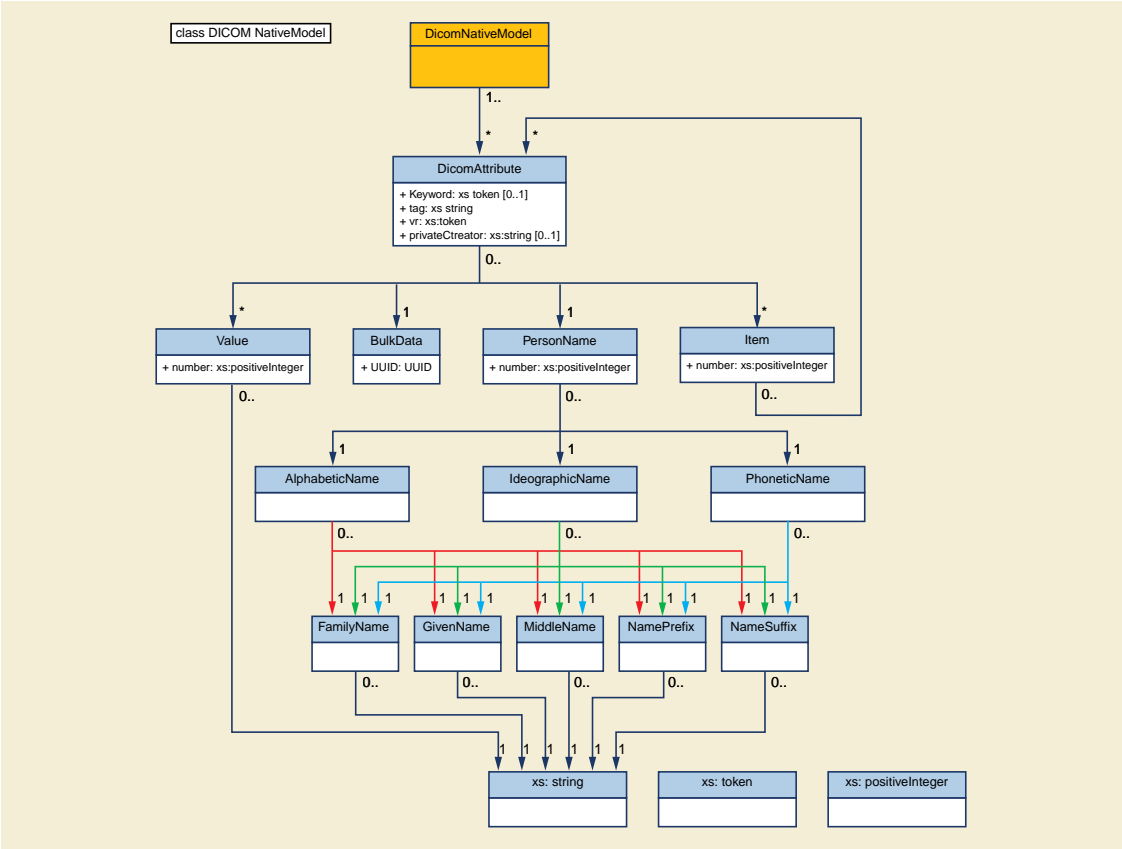 class DICOM NativeModel
DicomNativeModel
1..
*
*
DicomAttribute
+ Keyword: xs token [0..1]
+ tag: xs string
+ vr: xs:token
+ privateCtreator: xs:string [0..1]
0..
*
1
1
*
Value
BulkData
PersonName
Item
+ number: xs:positiveInteger
+ UUID: UUID
+ number: xs:positiveInteger
+ number: xs:positiveInteger
0..
0..
0..
1
1
1
AlphabeticName
IdeographicName
PhoneticName
0..
0..
0..
1 1 1
1 1 1
1 1 1
1 1 1
1 1 1
FamilyName
GivenName
MiddleName
NamePrefix
NameSuffix
0..
0..
0..
0..
0..
1 1 1 1 1 1
xs: string
xs: token
xs: positiveInteger